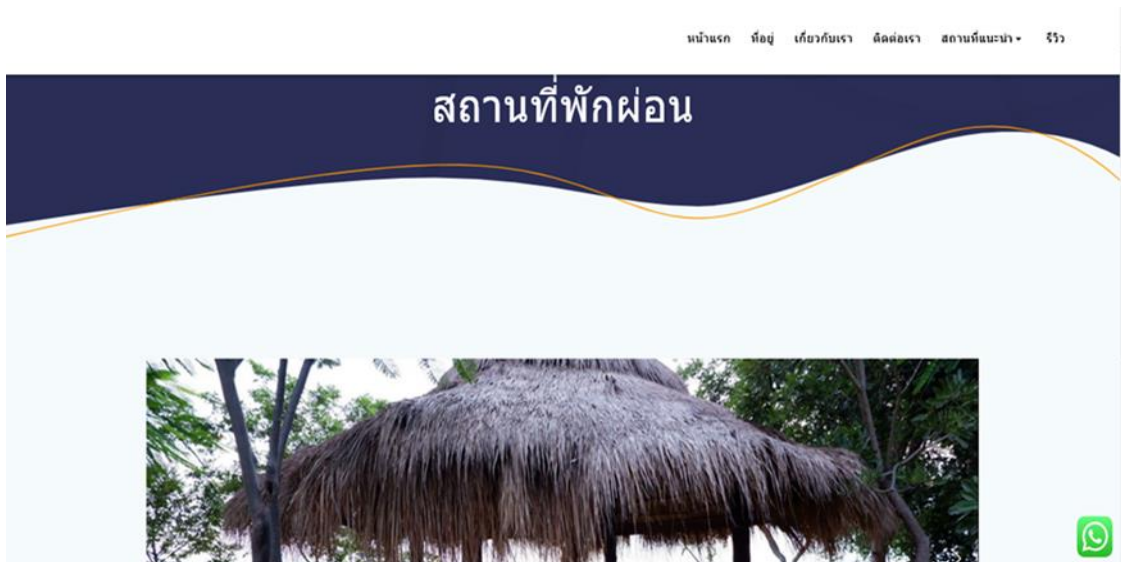 หน้าแรก ที่อยู่ เกี่ยวกับเรา ติดต่อเรา สถานที่แนะนำ รีวิว
สถานที่พักผ่อน